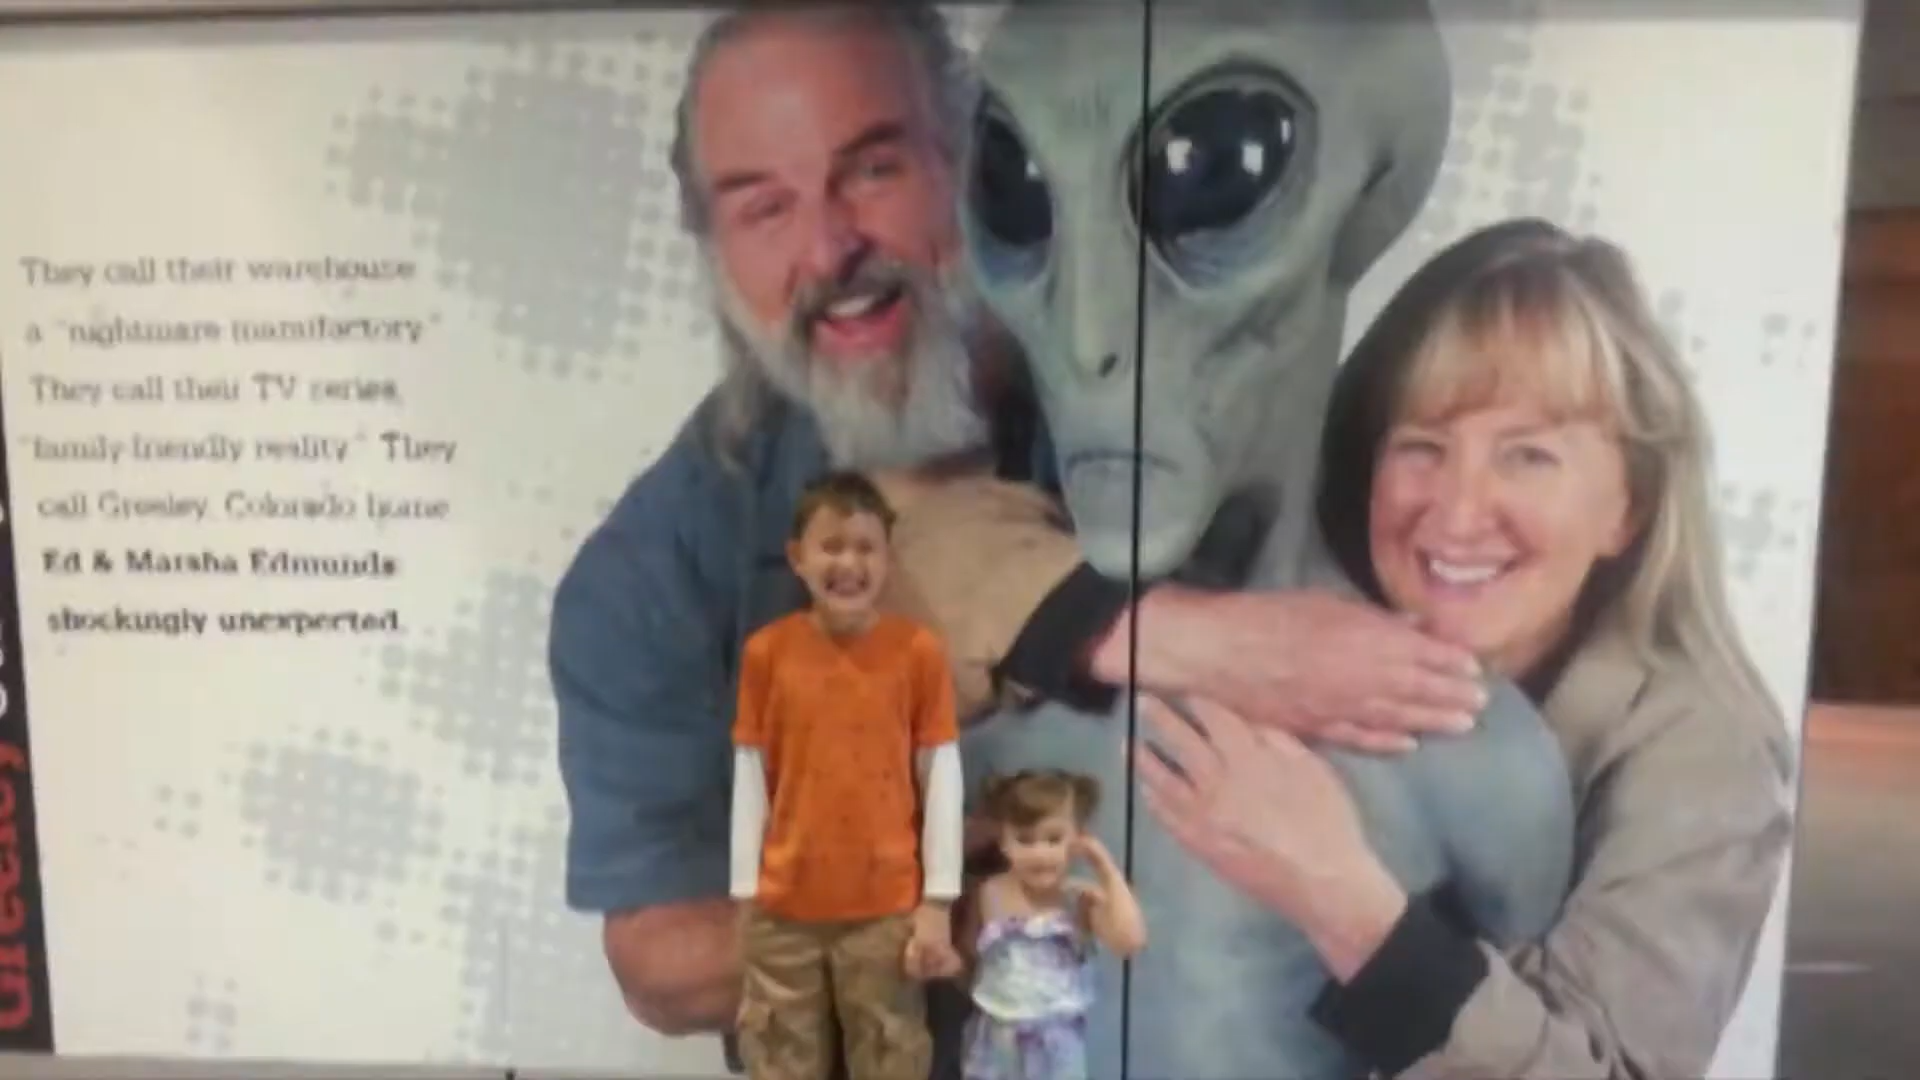 They call their warehouse
a "nightmare manufactory"
They call their TV series,
"family friendly reality." They
call Greeley, Colorado home
Ed & Marsha Edmunds
shockingly unexpected.
Greeley